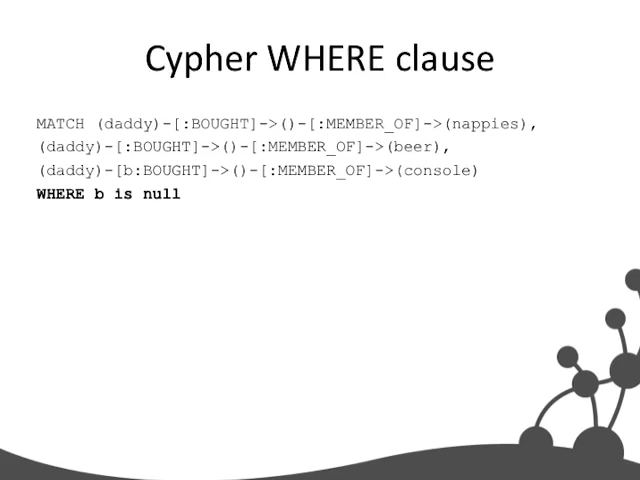 Cypher WHERE clause
MATCH (daddy)-[:BOUGHT]->()-[:MEMBER_OF]->(nappies),
(daddy)-[:BOUGHT]->()-[:MEMBER_OF]->(beer),
(daddy)-[b:BOUGHT]->()-[:MEMBER_OF]->(console)
WHERE b is null